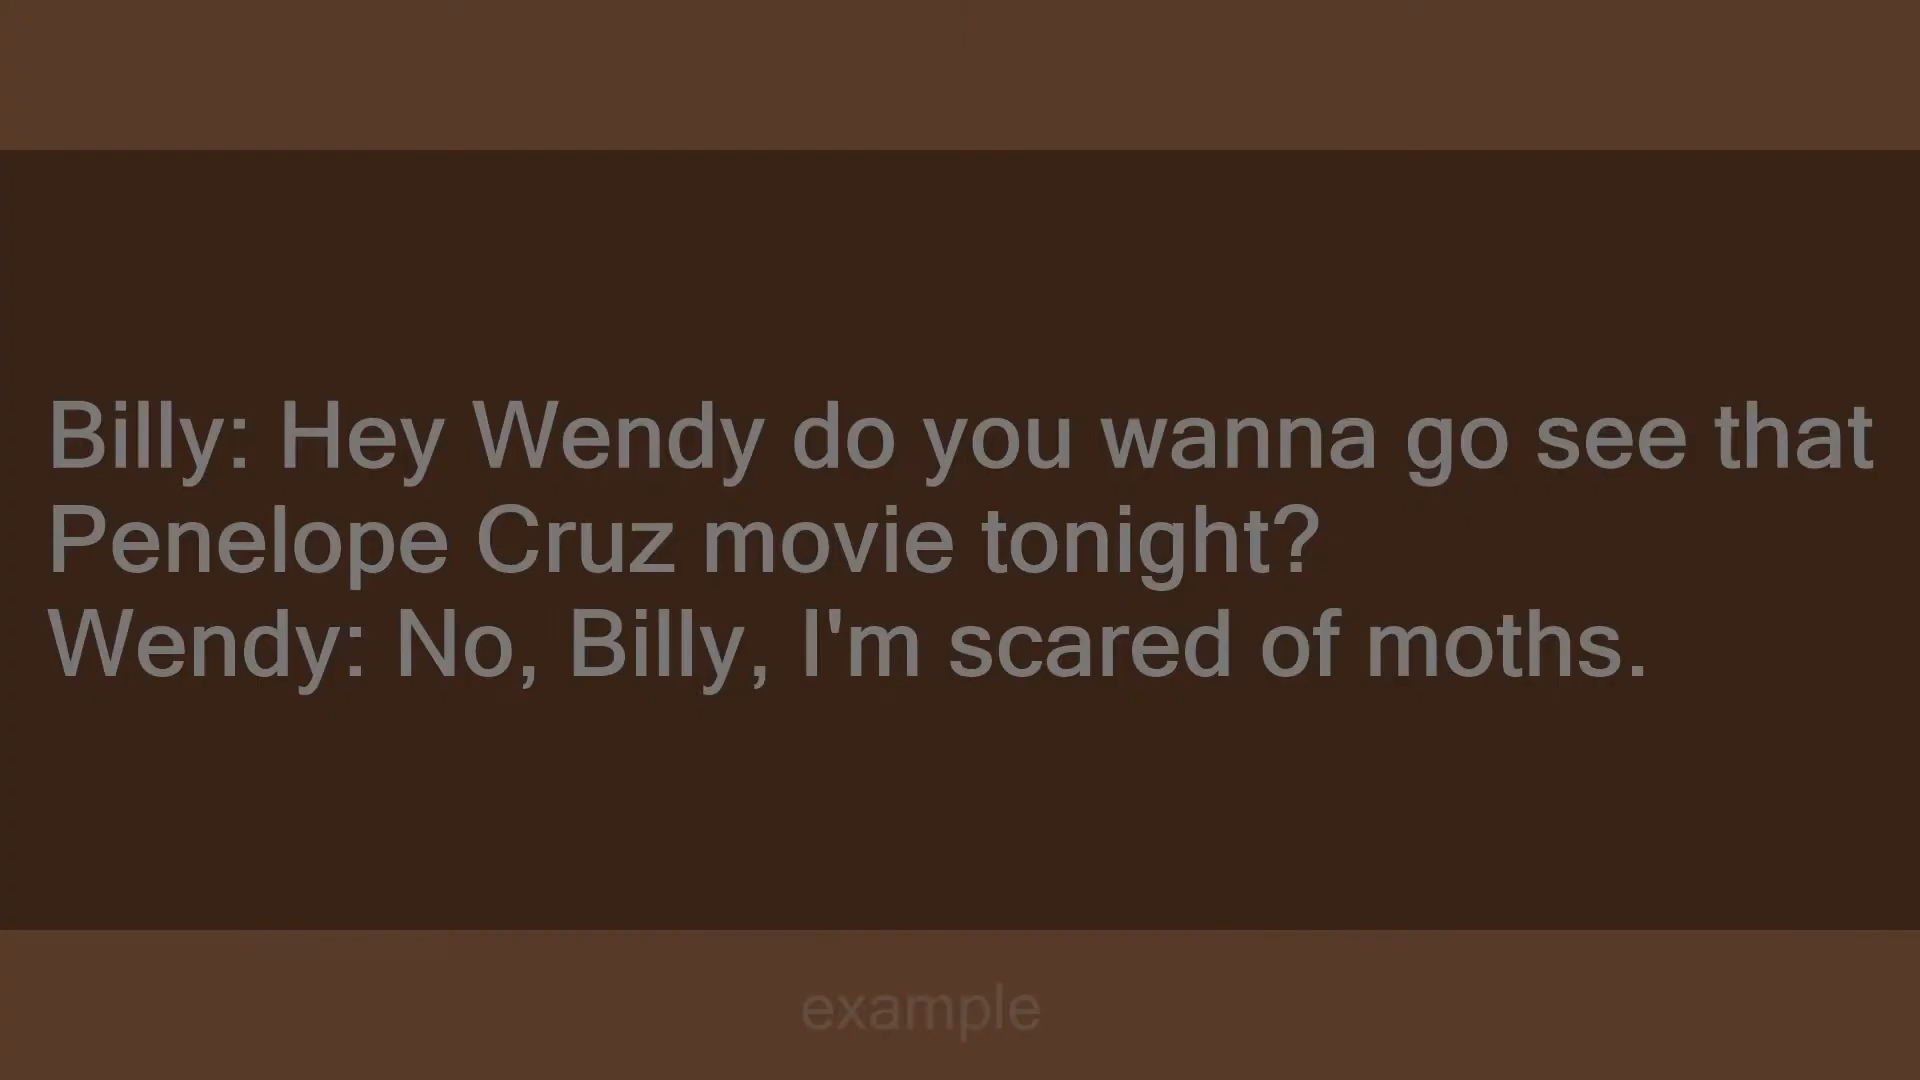 Billy: Hey Wendy do you wanna go see that
Penelope Cruz movie tonight?
Wendy: No, Billy, I'm scared of moths.
example